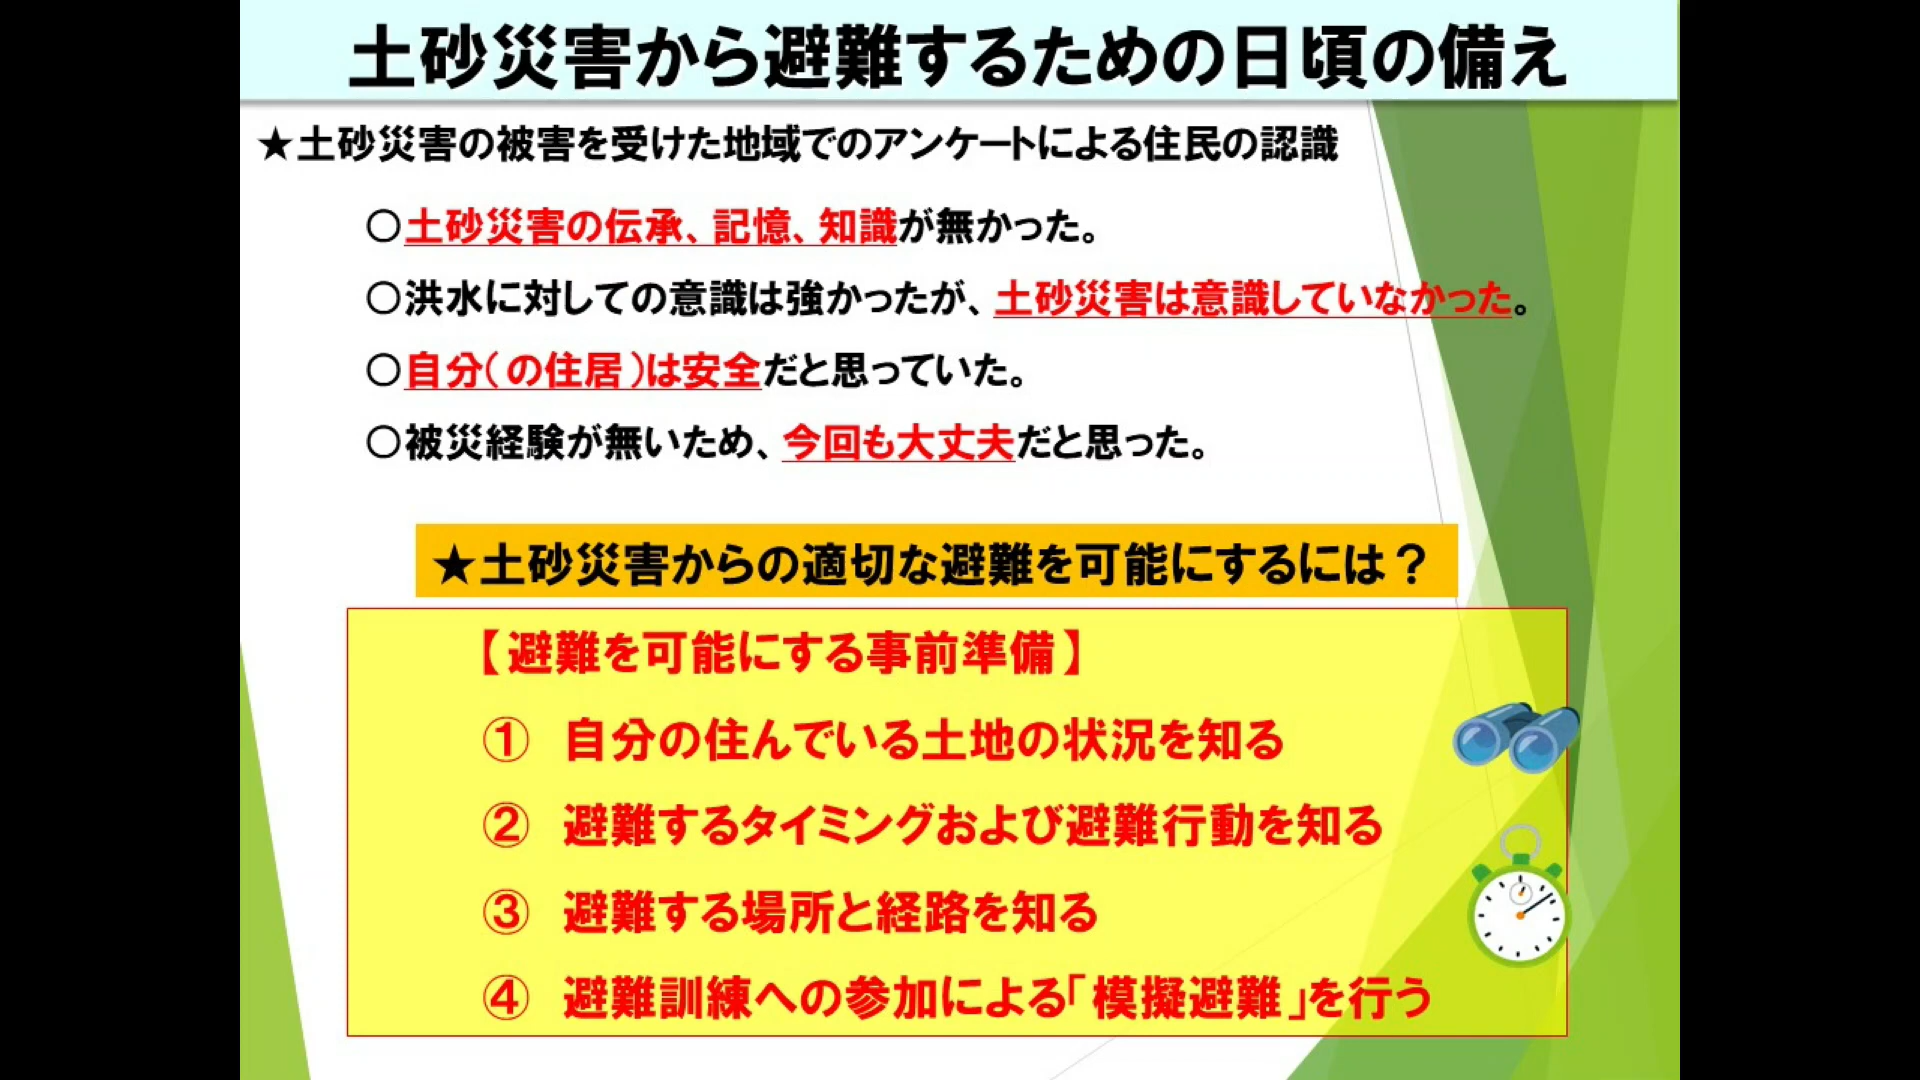 土砂災害から避難するための日頃の備え
★土砂災害の被害を受けた地域でのアンケートによる住民の認識
〇土砂災害の伝承、記憶、知識が無かった。
〇洪水に対しての意識は強かったが、土砂災害は意識していなかった。
〇自分(の住居)は安全だと思っていた。
〇被災経験が無いため、今回も大丈夫だと思った。
★土砂災害からの適切な避難を可能にするには？
【避難を可能にする事前準備】
① 自分の住んでいる土地の状況を知る
② 避難するタイミングおよび避難行動を知る
③ 避難する場所と経路を知る
④ 避難訓練への参加による「模擬避難」を行う